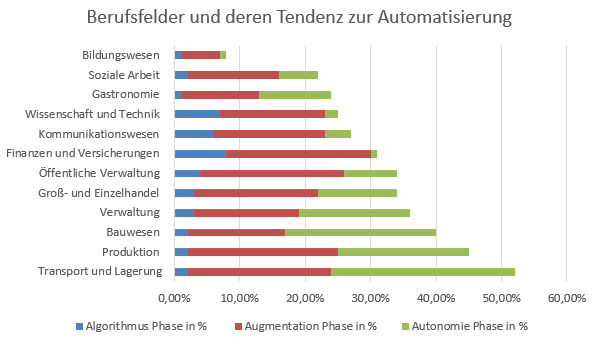 Berufsfelder und deren Tendenz zur Automatisierung
Bildungswesen
Soziale Arbeit
Gastronomie
Wissenschaft und Technik
Kommunikationswesen
Finanzen und Versicherungen
Öffentliche Verwaltung
Groß- und Einzelhandel
Verwaltung
Bauwesen
Produktion
Transport und Lagerung
0,00% 10,00% 20,00% 30,00% 40,00% 50,00% 60,00%
Algorithmus Phase in % Augmentation Phase in % Autonomie Phase in %